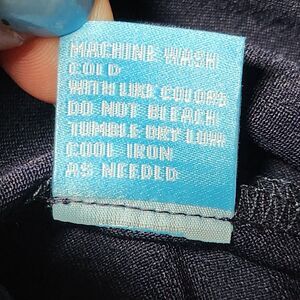 MACHINE WASH
COLD
WITH LIKE COLORS
DO NOT BLEACH
TUMBLE DRY LOW
COOL IRON
AS NEEDED